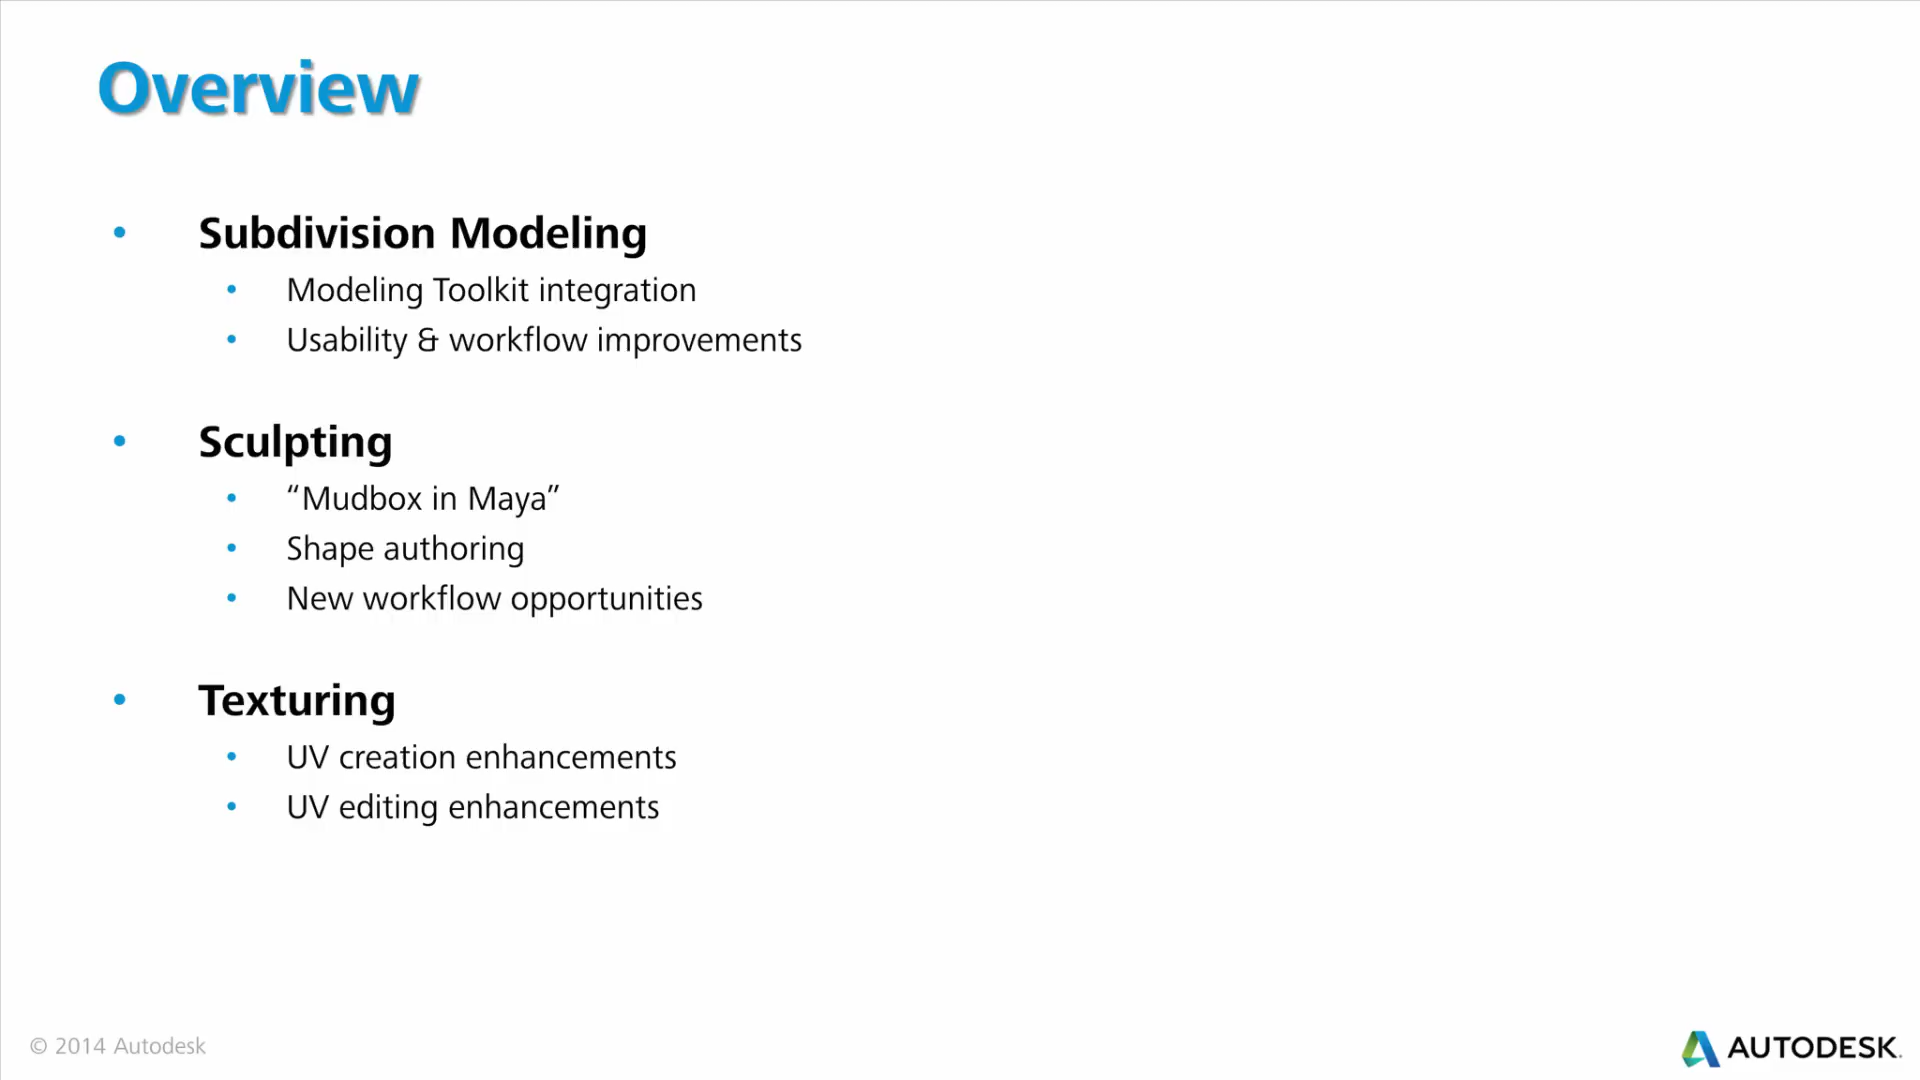 Overview
• Subdivision Modeling
• Modeling Toolkit integration
• Usability & workflow improvements
• Sculpting
• “Mudbox in Maya”
• Shape authoring
• New workflow opportunities
• Texturing
• UV creation enhancements
• UV editing enhancements
© 2014 Autodesk
AUTODESK.